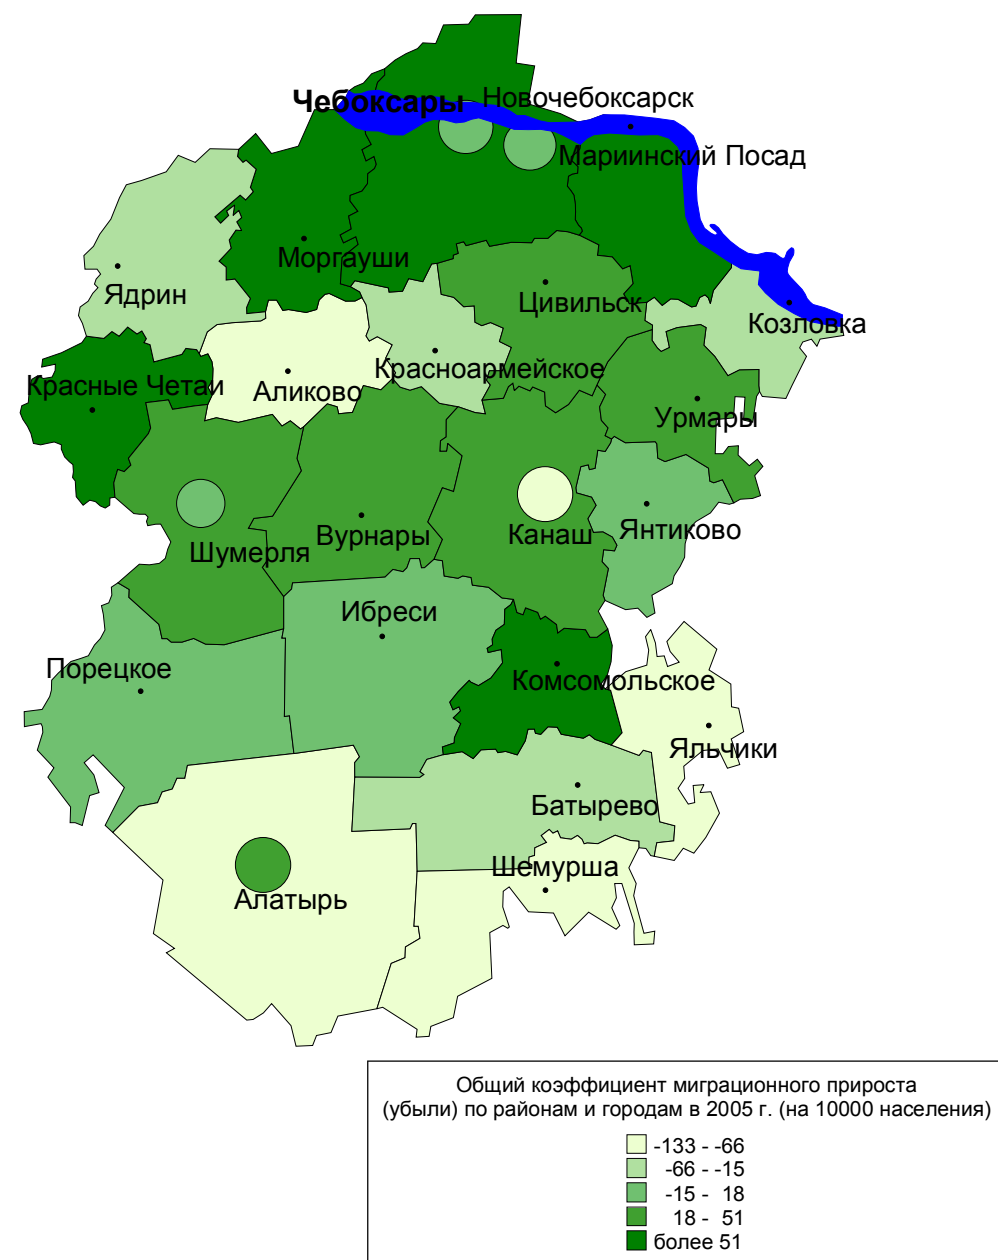 Чебоксары
Новочебоксарск
Мариинский Посад
Моргауши
Ядрин
Цивильск
Козловка
Красноармейское
Красные Четаи
Аликово
Урмары
Вурнары
Канаш
Янтиково
Шумерля
Ибреси
Порецкое
Комсомольское
Яльчики
Батырево
Шемурша
Алатырь
Общий коэффициент миграционного прироста
(убыли) по районам и городам в 2005 г. (на 10000 населения)
-133 - -66
-66 - -15
-15 - 18
18 - 51
более 51